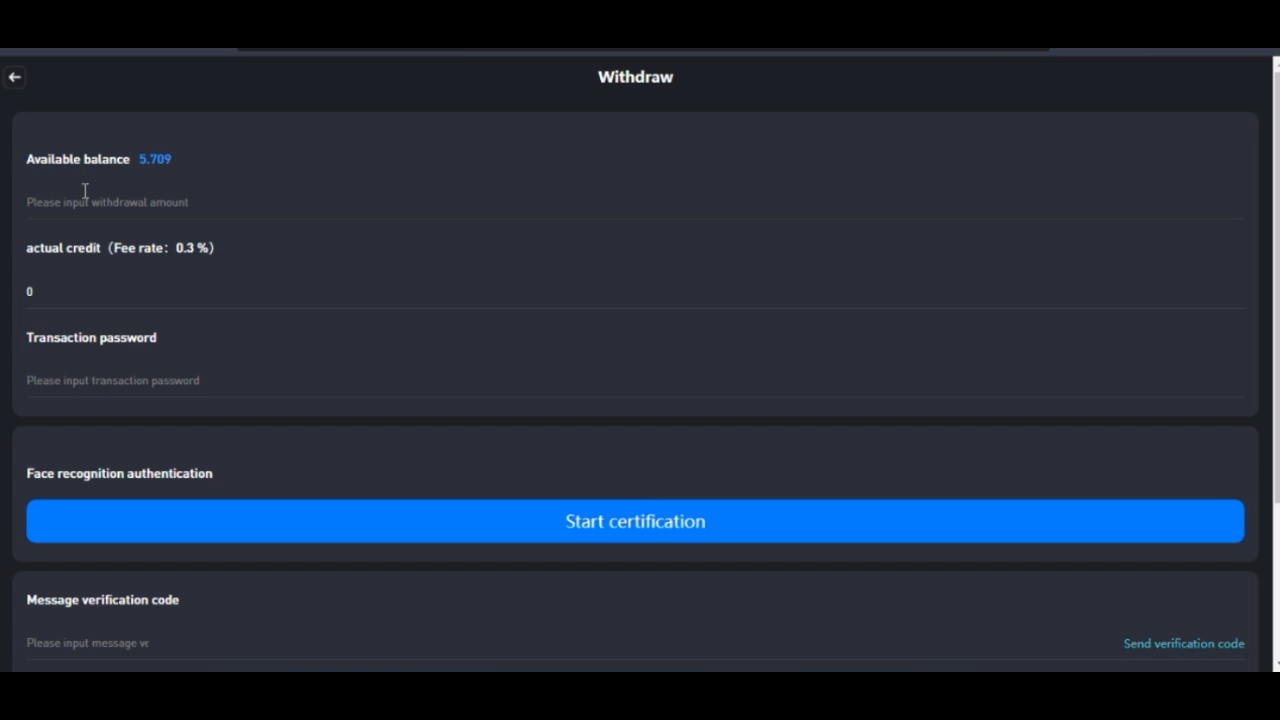 Withdraw
Available balance 5.709
Please input withdrawal amount
actual credit（Fee rate： 0.3 %）
0
Transaction password
Please input transaction password
Face recognition authentication
Start certification
Message verification code
Please input message ve
Send verification code